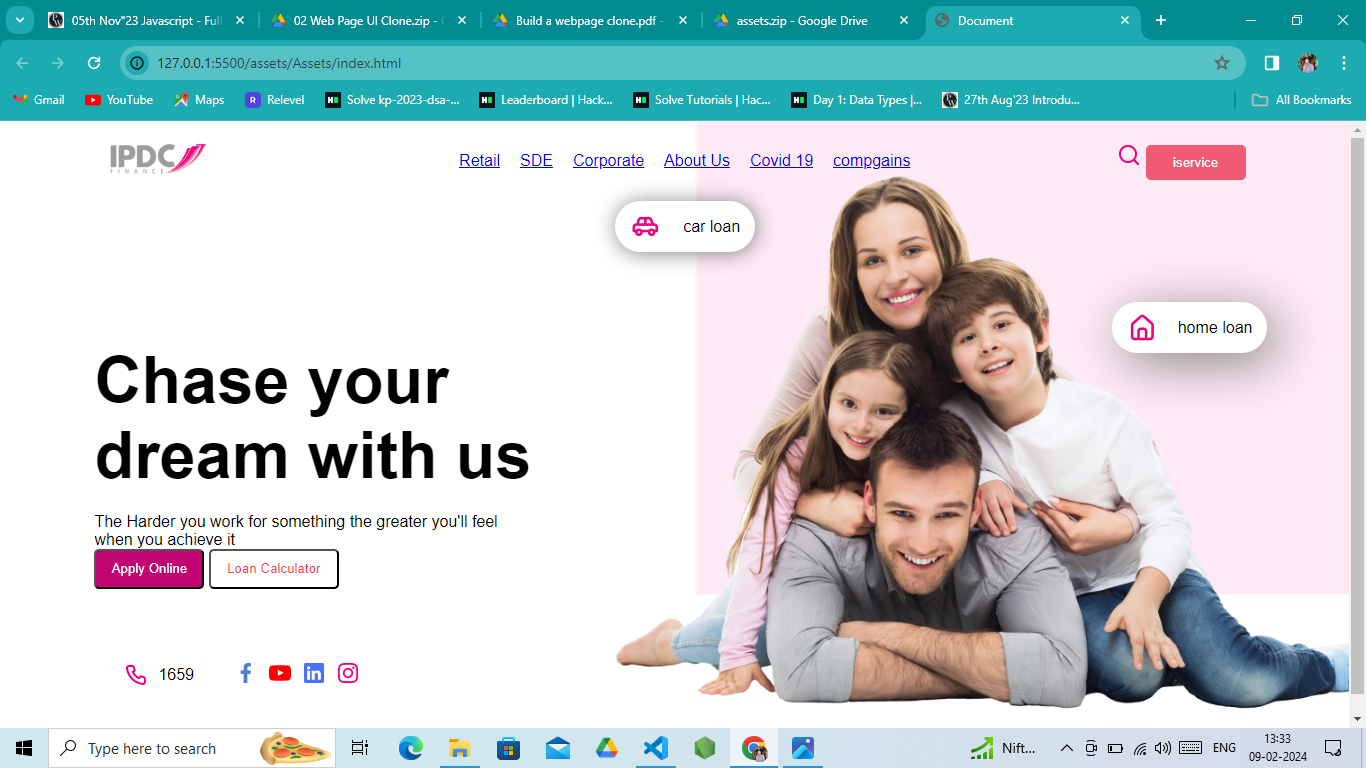 05th Nov"23 Javascript - Full
02 Web Page UI Clone.zip - G
Build a webpage clone.pdf -
assets.zip - Google Drive
Document
127.0.0.1:5500/assets/Assets/index.html
Gmail
YouTube
Maps
R Relevel
H Solve kp-2023-dsa-...
H Leaderboard | Hack...
H Solve Tutorials | Hac...
H Day 1: Data Types |...
27th Aug'23 Introdu...
All Bookmarks
IPDC
FINANCE
Retail SDE Corporate About Us Covid 19 compgains
iservice
car loan
home loan
Chase your
dream with us
The Harder you work for something the greater you'll feel
when you achieve it
Apply Online Loan Calculator
1659
Type here to search
Nift...
ENG
13:33
09-02-2024